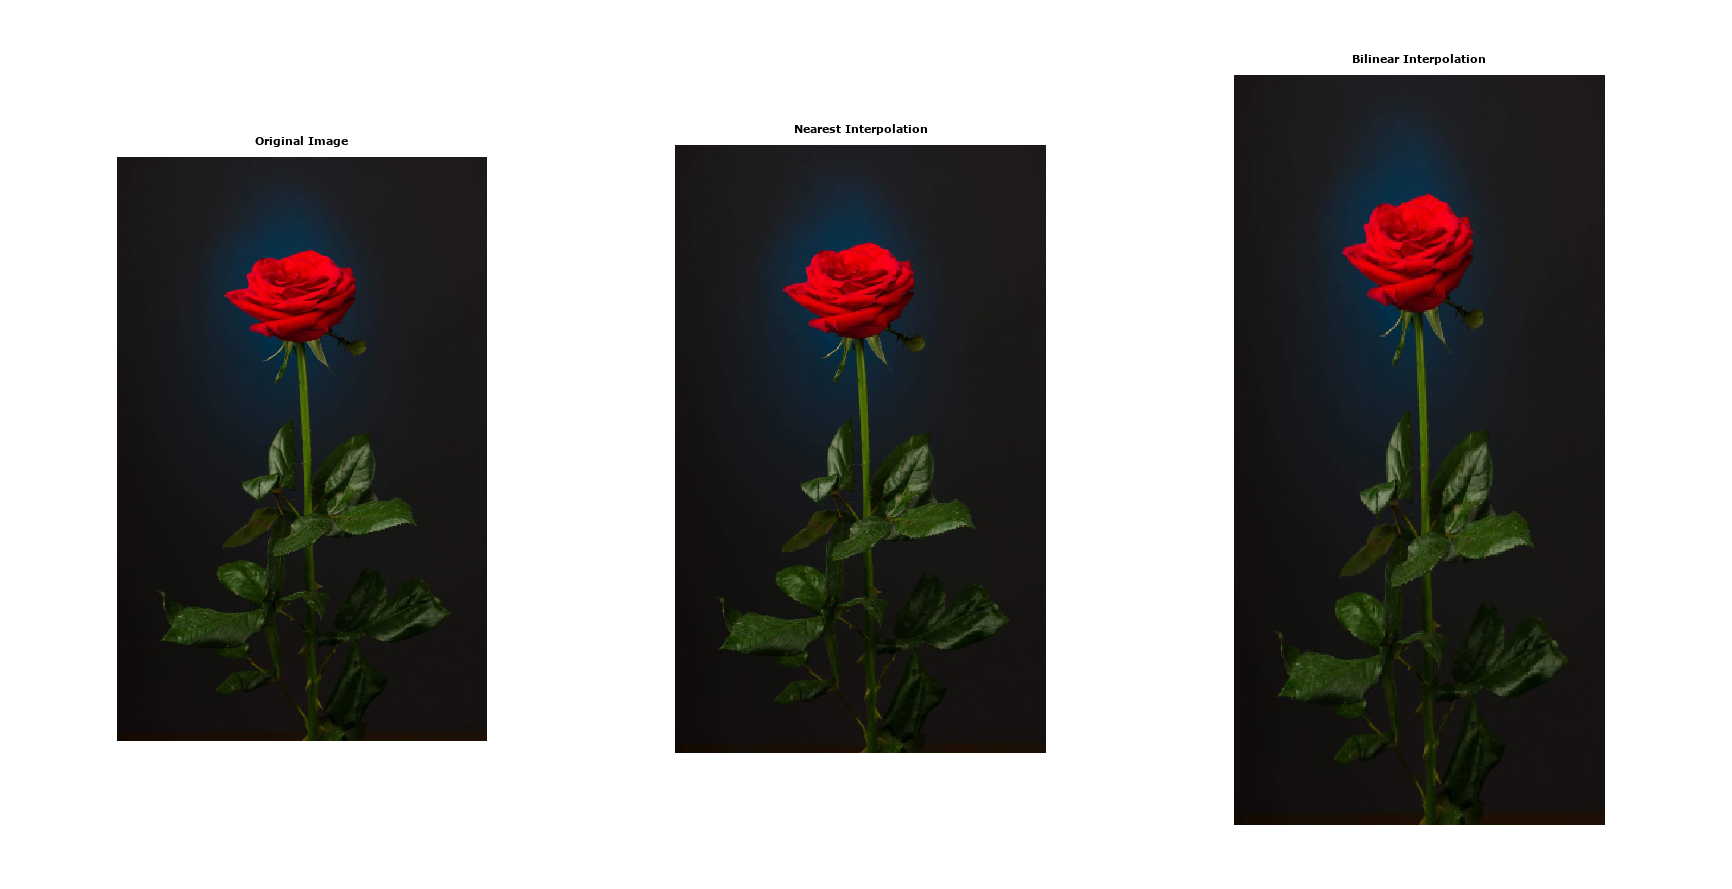 Original Image
Nearest Interpolation
Bilinear Interpolation